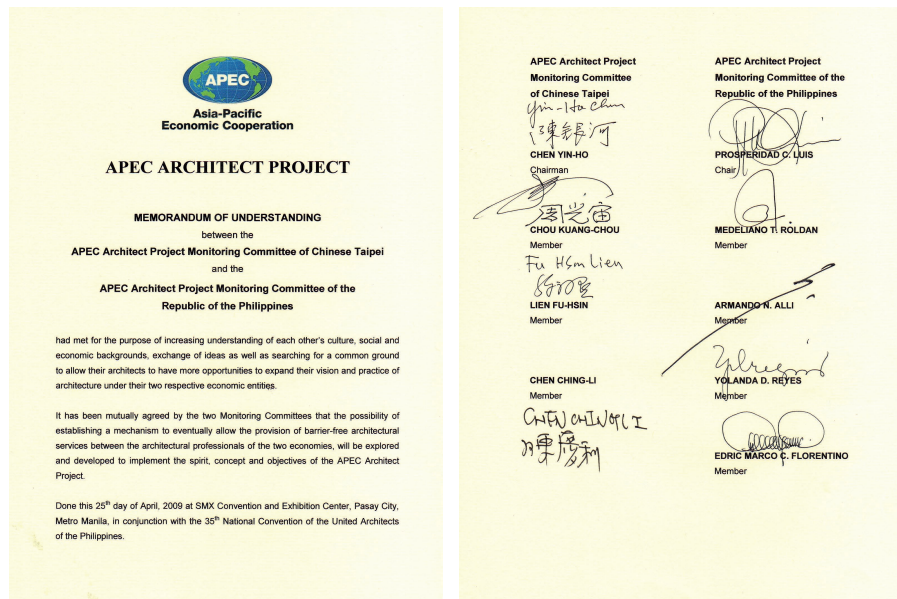 APEC
Asia-Pacific
Economic Cooperation
APEC ARCHITECT PROJECT
MEMORANDUM OF UNDERSTANDING
between the
APEC Architect Project Monitoring Committee of Chinese Taipei
and the
APEC Architect Project Monitoring Committee of the
Republic of the Philippines
had met for the purpose of increasing understanding of each other's culture, social and
economic backgrounds, exchange of ideas as well as searching for a common ground
to allow their architects to have more opportunities to expand their vision and practice of
architecture under their two respective economic entities.
It has been mutually agreed by the two Monitoring Committees that the possibility of
establishing a mechanism to eventually allow the provision of barrier-free architectural
services between the architectural professionals of the two economies, will be explored
and developed to implement the spirit, concept and objectives of the APEC Architect
Project.
Done this 25th day of April, 2009 at SMX Convention and Exhibition Center, Pasay City,
Metro Manila, in conjunction with the 35th National Convention of the United Architects
of the Philippines.
APEC Architect Project
Monitoring Committee
of Chinese Taipei
Yin-Ho Chen
陳銀河
CHEN YIN-HO
Chairman
周光宙
CHOU KUANG-CHOU
Member
Fu Hsin Lien
LIEN FU-HSIN
Member
CHEN CHING-LI
Member
CHEN CHING LI
陳慶利
APEC Architect Project
Monitoring Committee of the
Republic of the Philippines
PROSPERIDAD C. LUIS
Chair
MEDELIANO T. ROLDAN
Member
ARMANDO N. ALLI
Member
YOLANDA D. REYES
Member
EDRIC MARCO C. FLORENTINO
Member